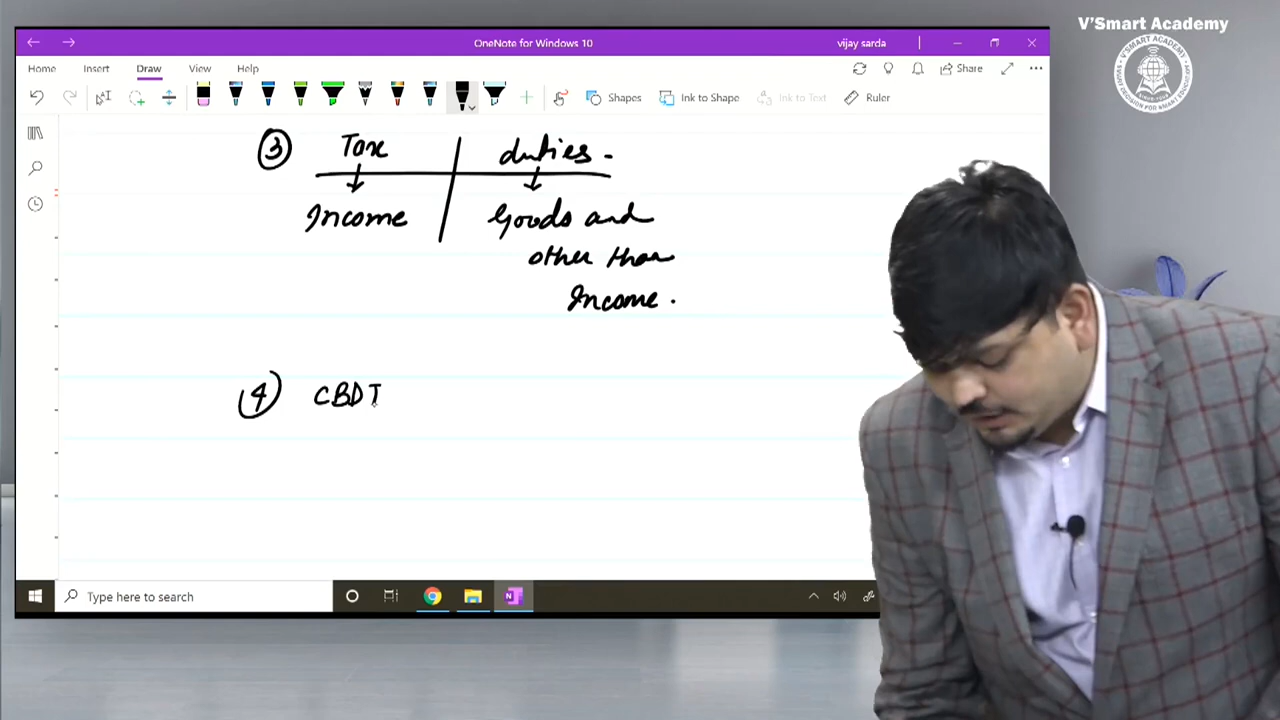 V'Smart Academy
OneNote for Windows 10
vijay sarda
Home Insert Draw View Help
Share
Shapes
Ink to Shape
Ink to Text
Ruler
3 Tax duties.
Income Goods and
other than
Income.
4 CBDT
Type here to search